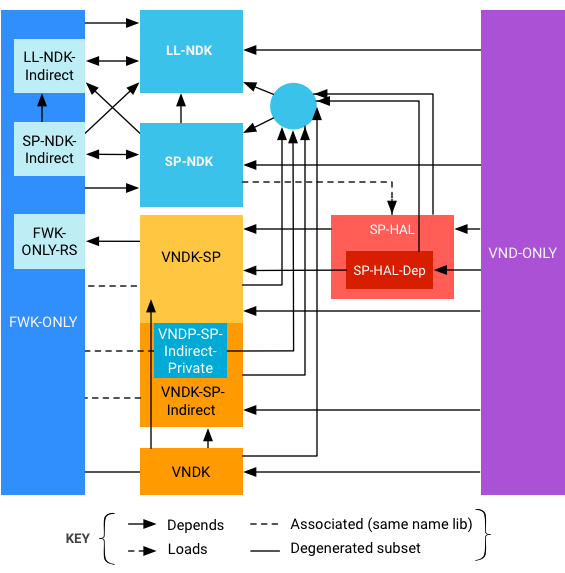 LL-NDK-
Indirect
LL-NDK
SP-NDK-
Indirect
SP-NDK
FWK-
ONLY-RS
VNDK-SP
SP-HAL
SP-HAL-Dep
VND-ONLY
FWK-ONLY
VNDP-SP-
Indirect-
Private
VNDK-SP-
Indirect
VNDK
KEY
Depends
Associated (same name lib)
Loads
Degenerated subset